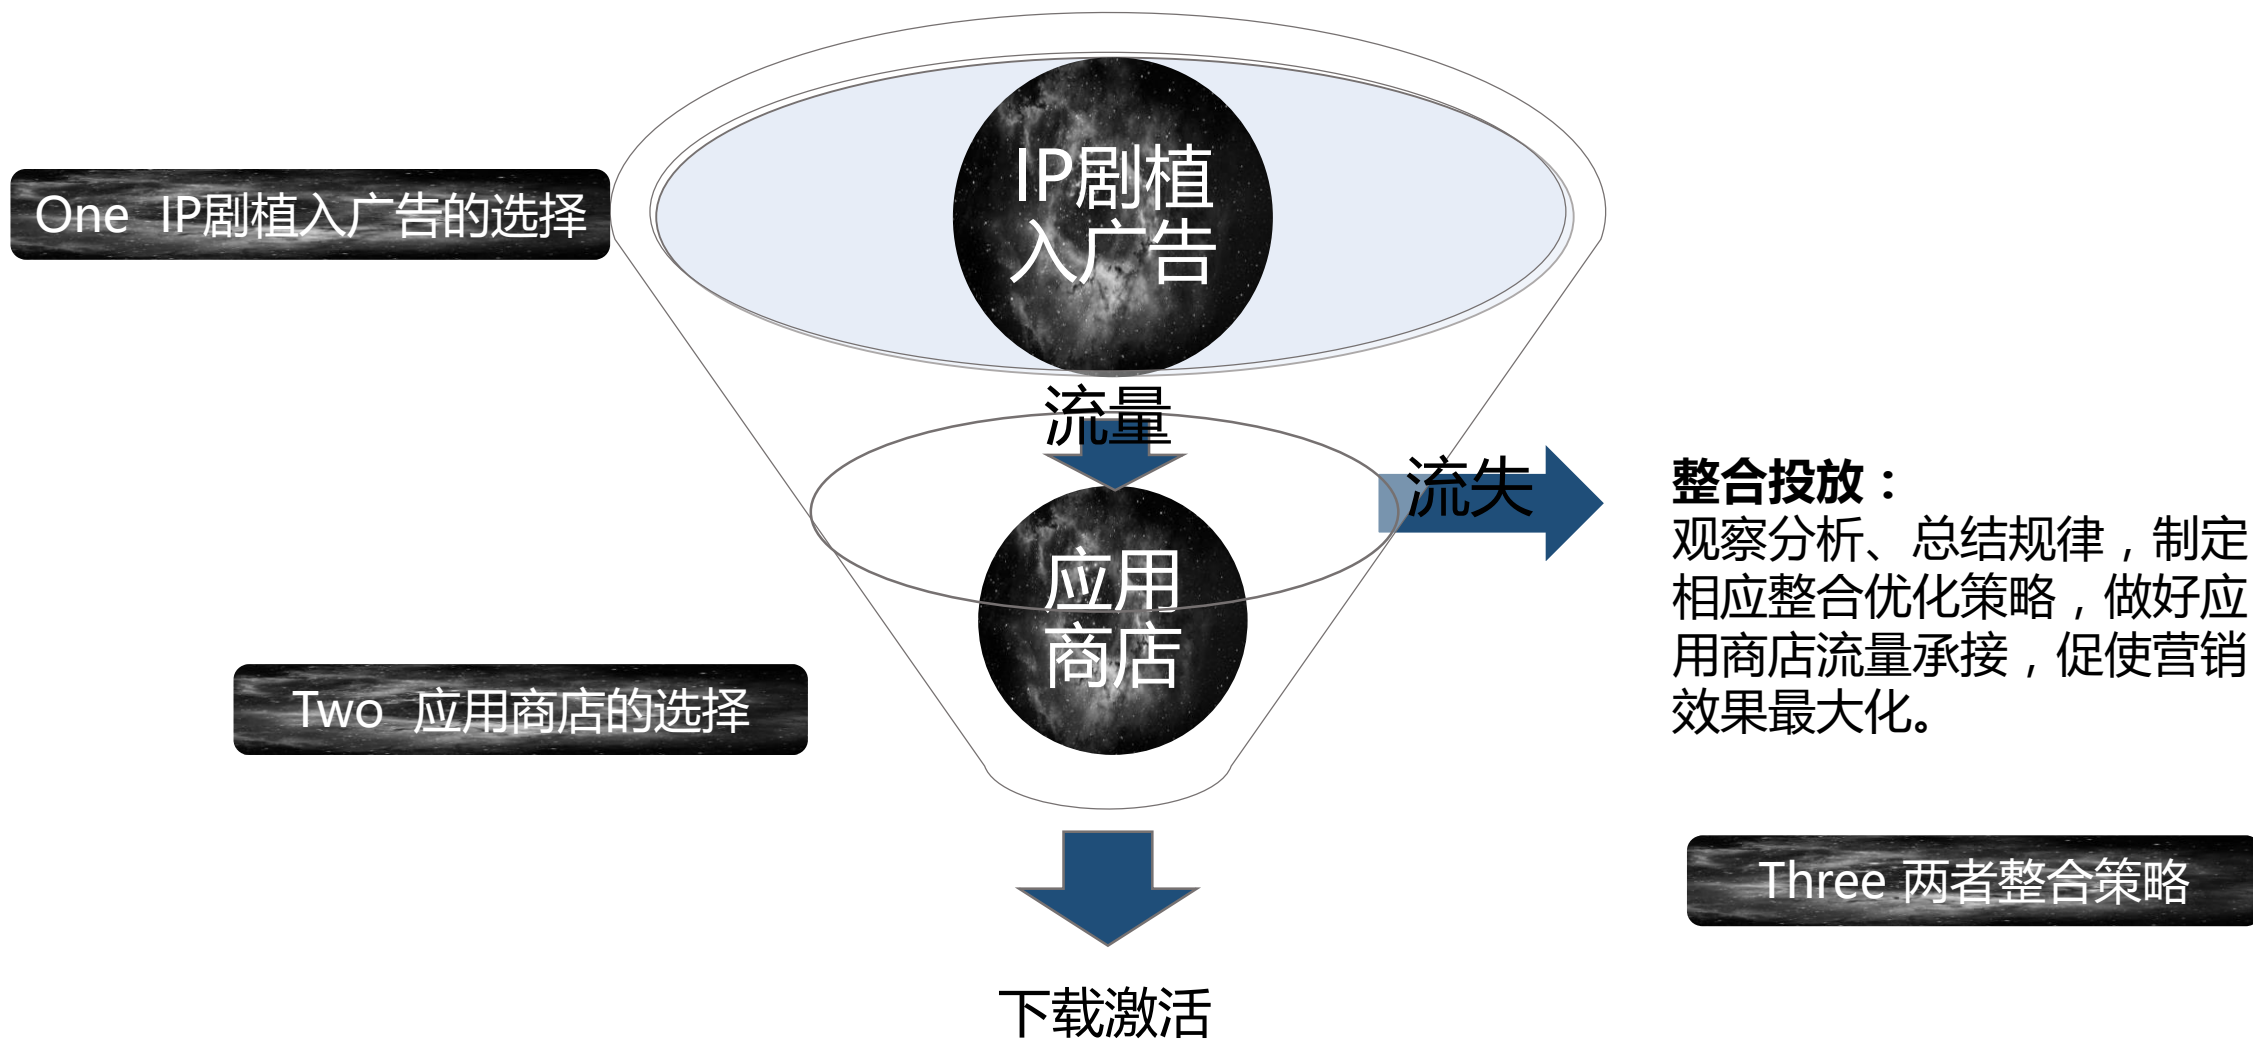 IP剧植
入广告
One  IP剧植入广告的选择
流量
流失
应用
商店
整合投放：
观察分析、总结规律，制定
相应整合优化策略，做好应
用商店流量承接，促使营销
效果最大化。
Two  应用商店的选择
Three 两者整合策略
下载激活